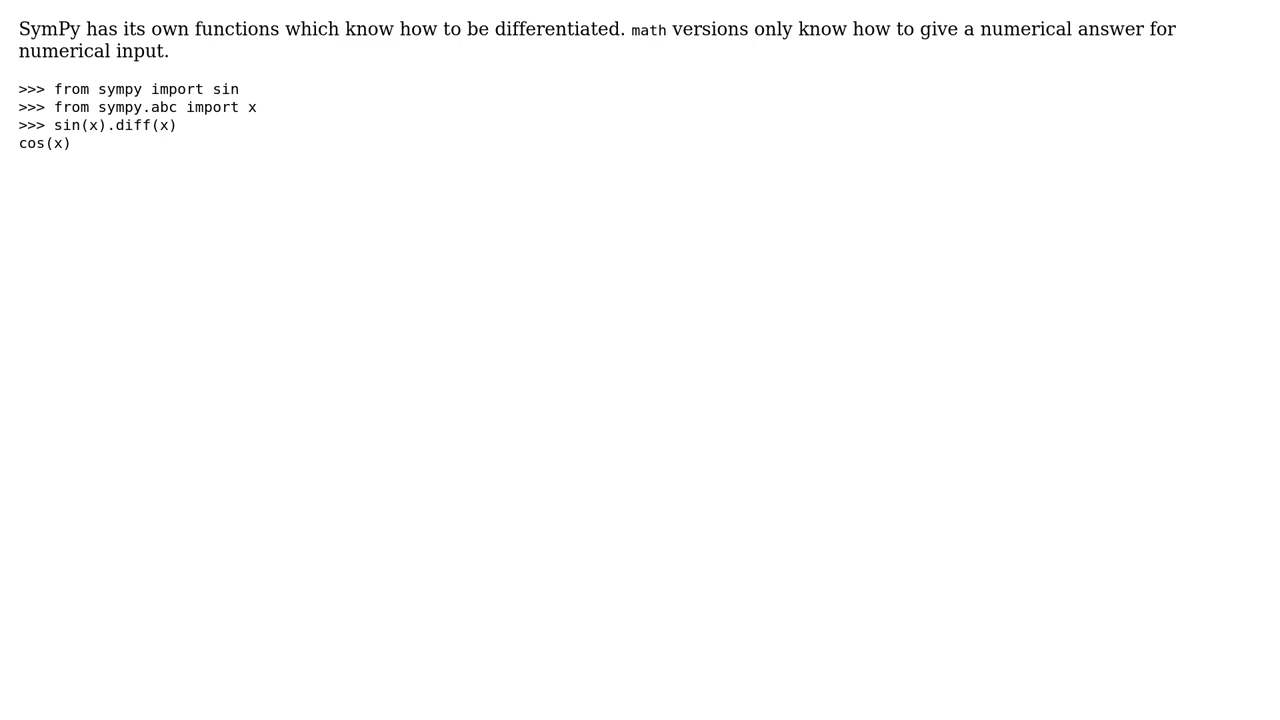 SymPy has its own functions which know how to be differentiated. math versions only know how to give a numerical answer for
numerical input.
>>> from sympy import sin
>>> from sympy.abc import x
>>> sin(x).diff(x)
cos(x)